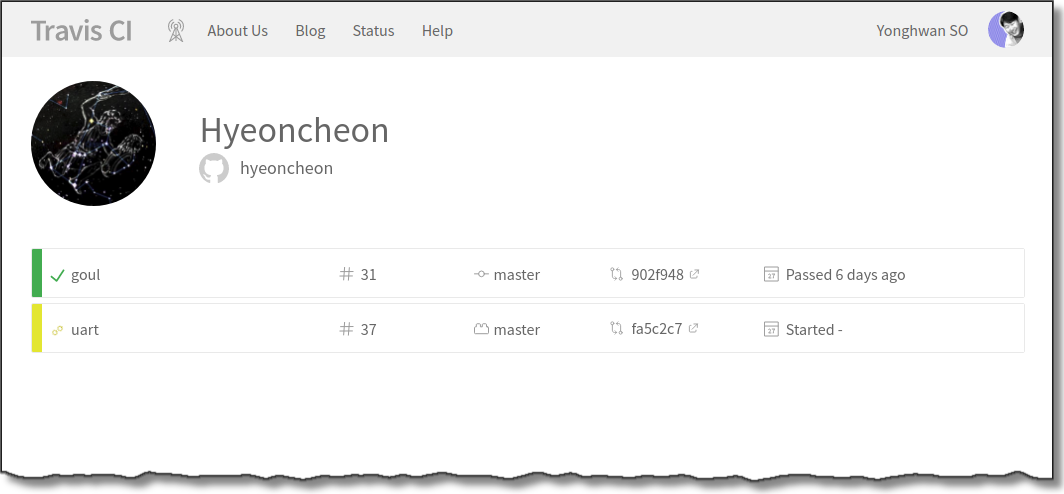 Travis CI About Us Blog Status Help Yonghwan SO
Hyeoncheon
hyeoncheon
goul # 31 master 902f948 27 Passed 6 days ago
uart # 37 master fa5c2c7 27 Started -